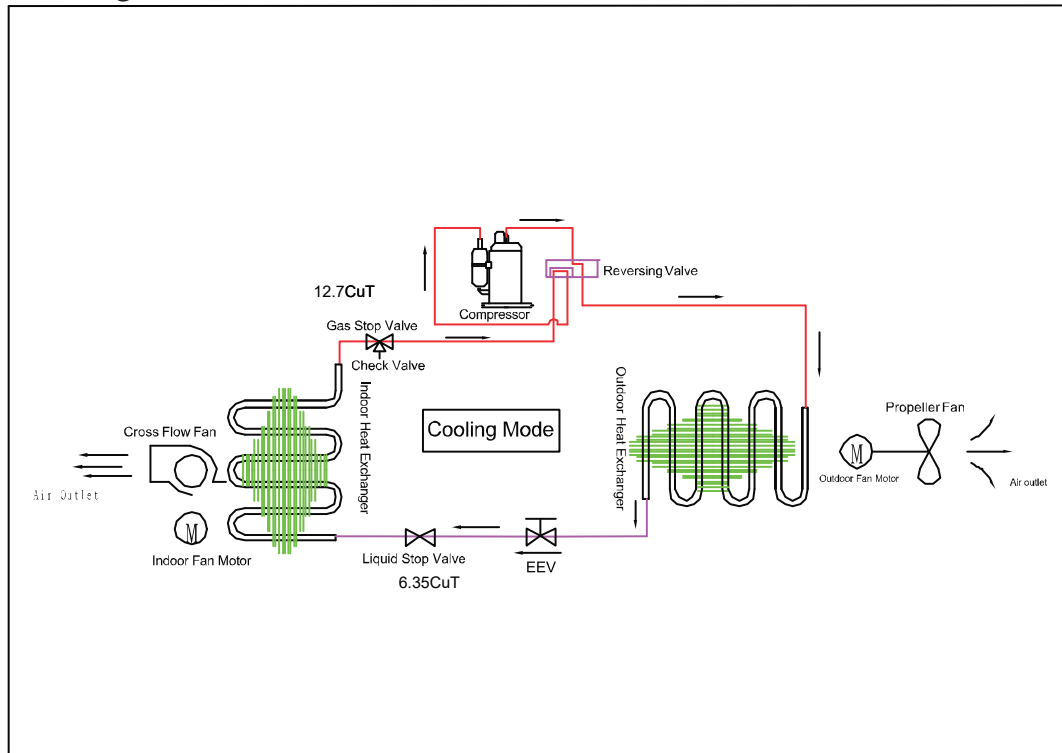 Reversing Valve
Compressor
12.7CuT
Gas Stop Valve
Check Valve
Indoor Heat Exchanger
Outdoor Heat Exchanger
Cooling Mode
Propeller Fan
Cross Flow Fan
M
Outdoor Fan Motor
Air outlet
Air Outlet
M
Indoor Fan Motor
Liquid Stop Valve
EEV
6.35CuT